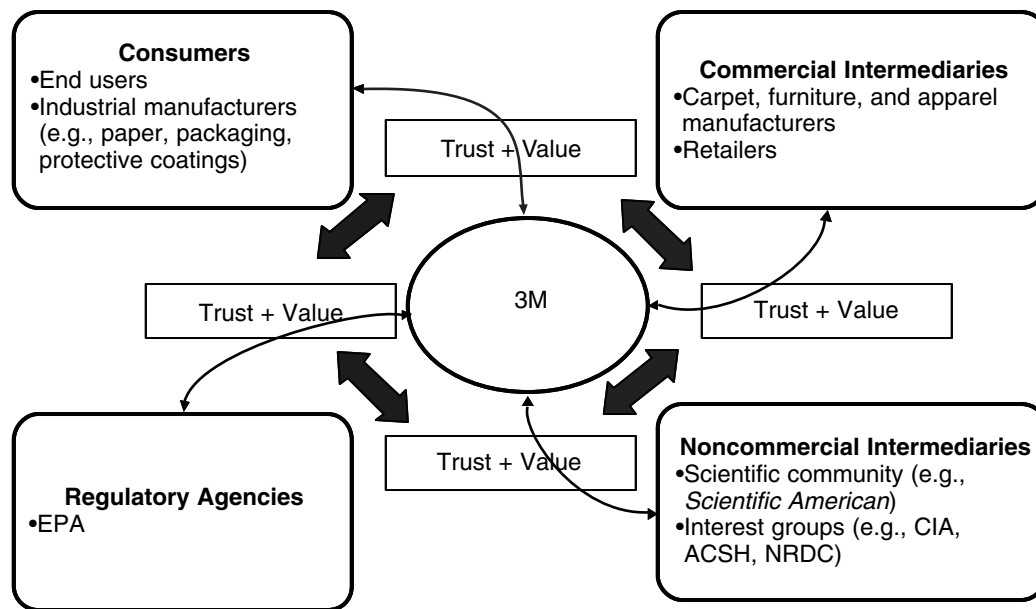 Consumers
•End users
•Industrial manufacturers
(e.g., paper, packaging,
protective coatings)
Commercial Intermediaries
•Carpet, furniture, and apparel
manufacturers
•Retailers
Trust + Value
Trust + Value
3M
Trust + Value
Trust + Value
Regulatory Agencies
•EPA
Noncommercial Intermediaries
•Scientific community (e.g.,
Scientific American)
•Interest groups (e.g., CIA,
ACSH, NRDC)